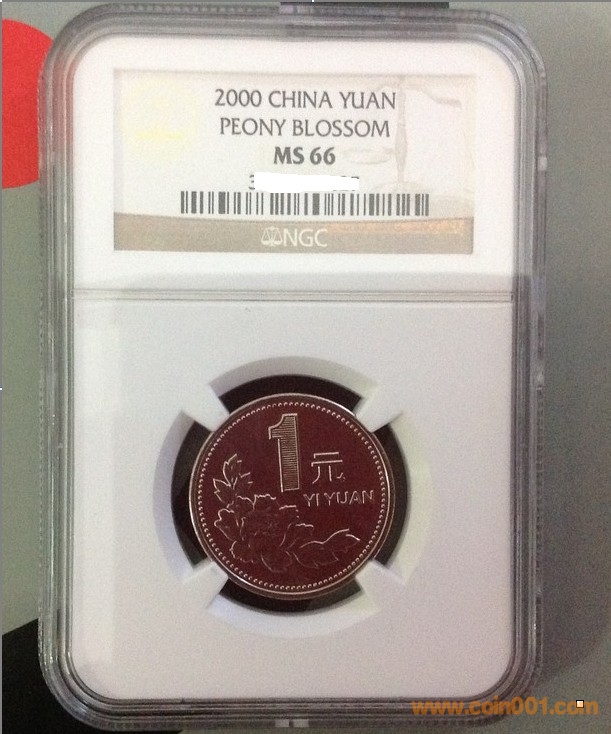 2000 CHINA YUAN
PEONY BLOSSOM
MS 66
NGC
1 元
YI YUAN
www.coin001.com